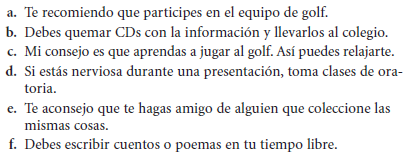 a. Te recomiendo que participes en el equipo de golf.
b. Debes quemar CDs con la información y llevarlos al colegio.
c. Mi consejo es que aprendas a jugar al golf. Así puedes relajarte.
d. Si estás nerviosa durante una presentación, toma clases de ora-
toria.
e. Te aconsejo que te hagas amigo de alguien que coleccione las
mismas cosas.
f. Debes escribir cuentos o poemas en tu tiempo libre.